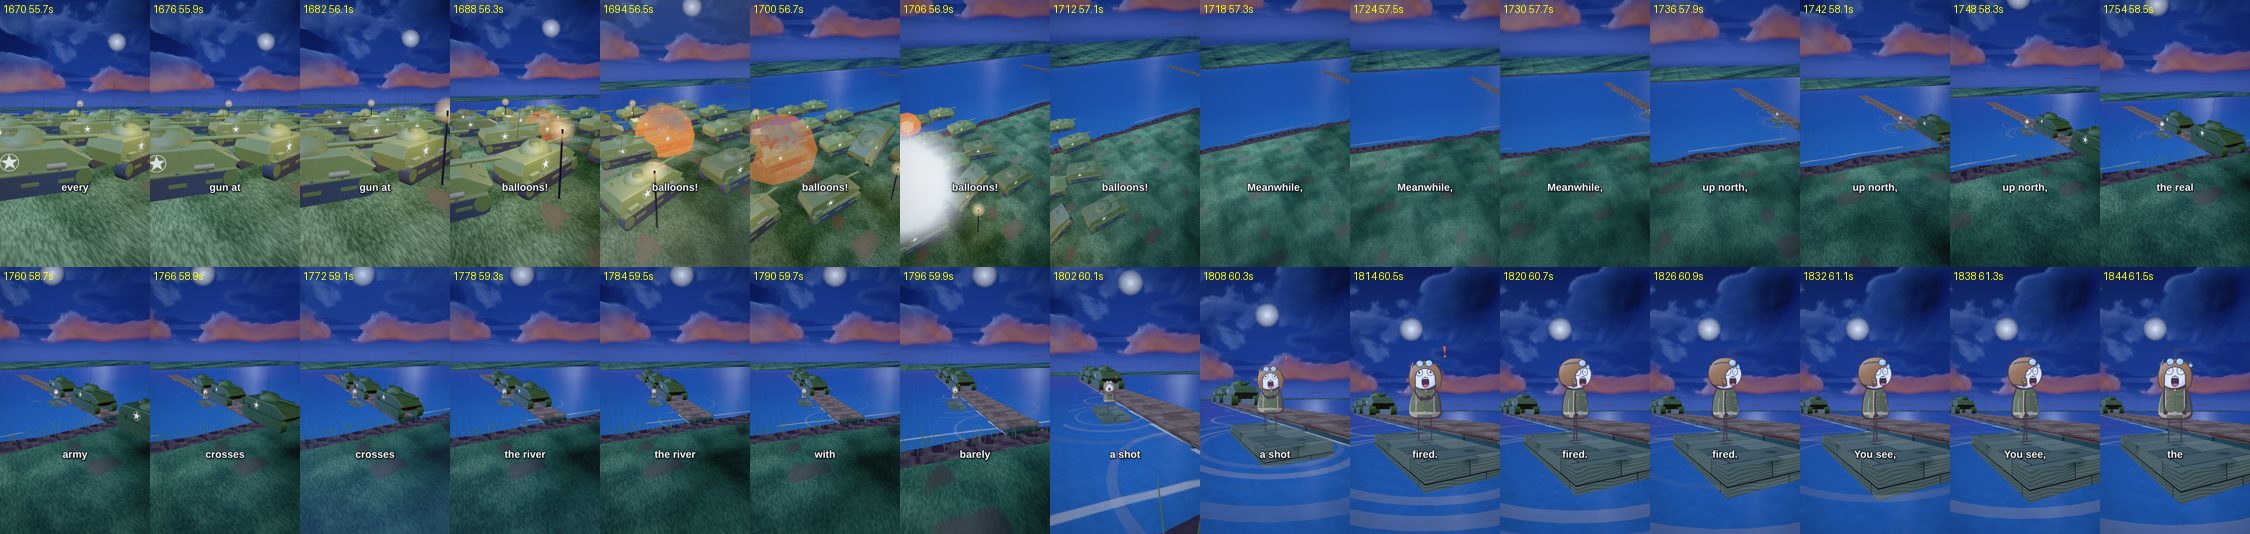 1670 55.7s
every
1676 55.9s
gun at
1682 56.1s
gun at
1688 56.3s
balloons!
1694 56.5s
balloons!
1700 56.7s
balloons!
1706 56.9s
balloons!
1712 57.1s
balloons!
1718 57.3s
Meanwhile,
1724 57.5s
Meanwhile,
1730 57.7s
Meanwhile,
1736 57.9s
up north,
1742 58.1s
up north,
1748 58.3s
up north,
1754 58.5s
the real
1760 58.7s
army
1766 58.9s
crosses
1772 59.1s
crosses
1778 59.3s
the river
1784 59.5s
the river
1790 59.7s
with
1796 59.9s
barely
1802 60.1s
a shot
1808 60.3s
a shot
1814 60.5s
!
fired.
1820 60.7s
fired.
1826 60.9s
fired.
1832 61.1s
You see,
1838 61.3s
You see,
1844 61.5s
the